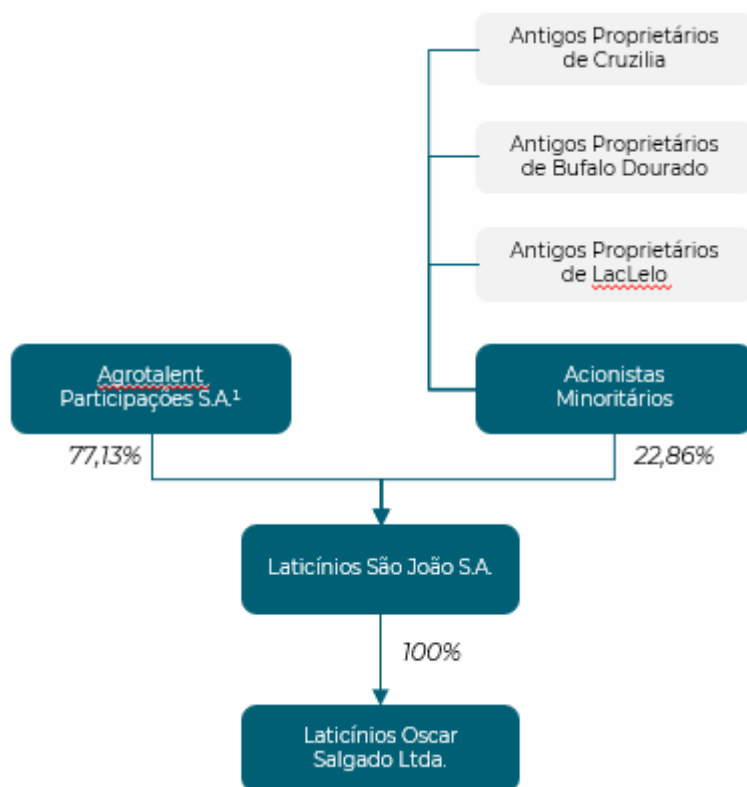 Antigos Proprietários
de Cruzilia
Antigos Proprietários
de Bufalo Dourado
Antigos Proprietários
de LacLelo
Agrotalent
Participações S.A.¹
Acionistas
Minoritários
77,13%
22,86%
Laticínios São João S.A.
100%
Laticínios Oscar
Salgado Ltda.